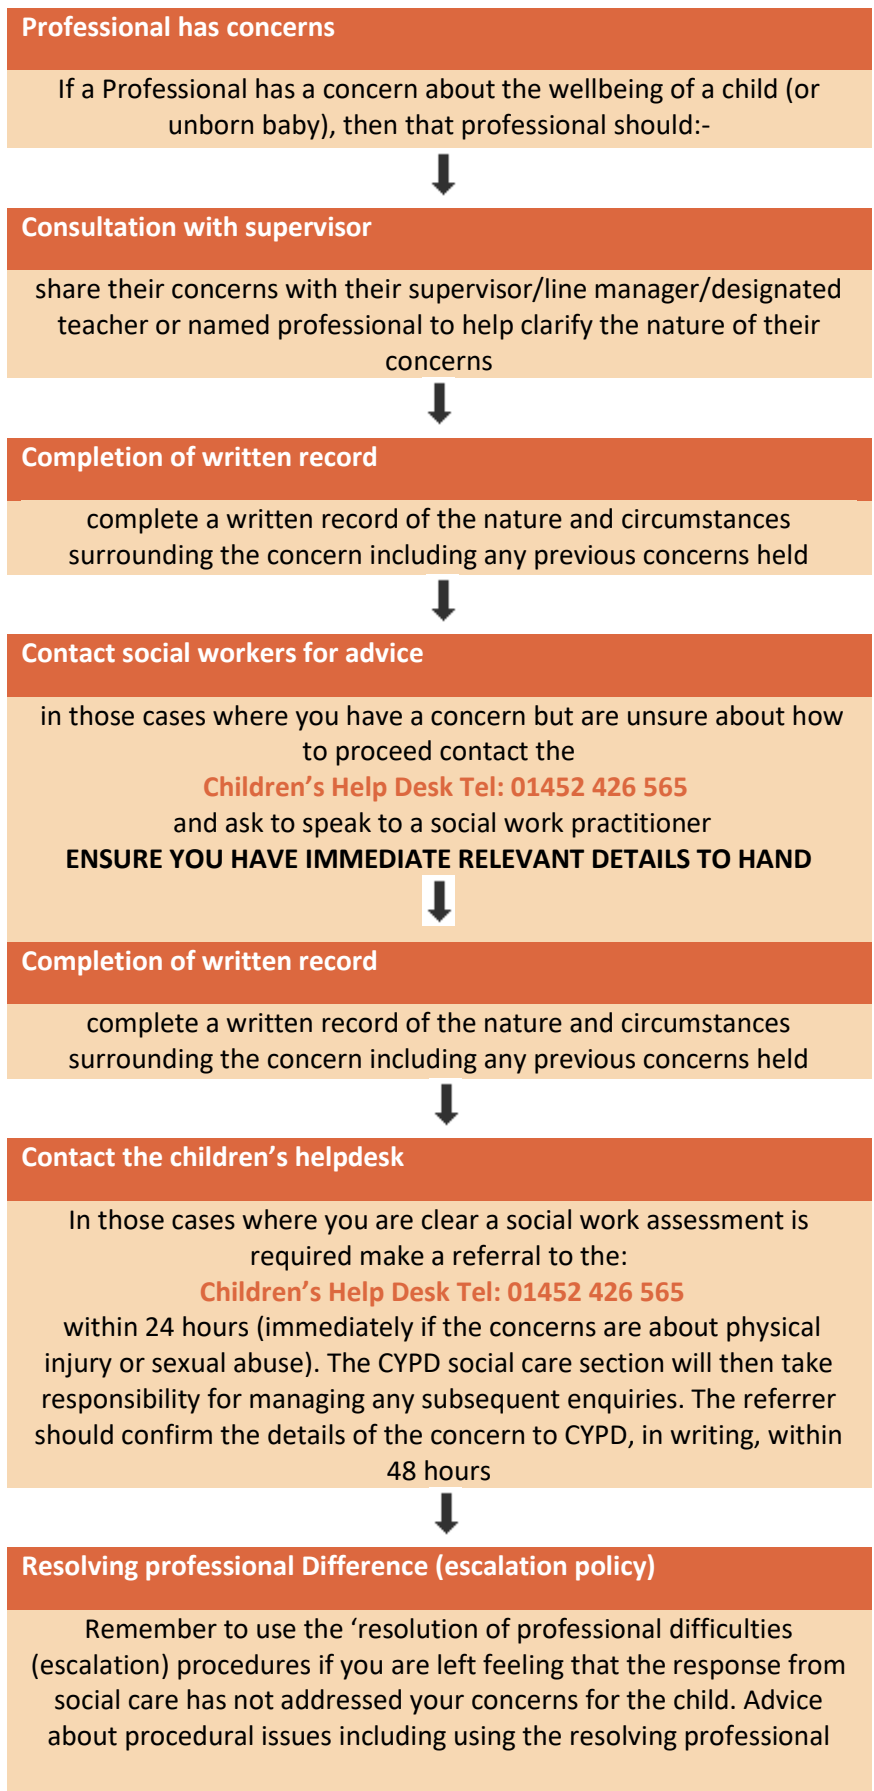 Professional has concerns
If a Professional has a concern about the wellbeing of a child (or
unborn baby), then that professional should:-
Consultation with supervisor
share their concerns with their supervisor/line manager/designated
teacher or named professional to help clarify the nature of their
concerns
Completion of written record
complete a written record of the nature and circumstances
surrounding the concern including any previous concerns held
Contact social workers for advice
in those cases where you have a concern but are unsure about how
to proceed contact the
Children’s Help Desk Tel: 01452 426 565
and ask to speak to a social work practitioner
ENSURE YOU HAVE IMMEDIATE RELEVANT DETAILS TO HAND
Completion of written record
complete a written record of the nature and circumstances
surrounding the concern including any previous concerns held
Contact the children’s helpdesk
In those cases where you are clear a social work assessment is
required make a referral to the:
Children’s Help Desk Tel: 01452 426 565
within 24 hours (immediately if the concerns are about physical
injury or sexual abuse). The CYPD social care section will then take
responsibility for managing any subsequent enquiries. The referrer
should confirm the details of the concern to CYPD, in writing, within
48 hours
Resolving professional Difference (escalation policy)
Remember to use the ‘resolution of professional difficulties
(escalation) procedures if you are left feeling that the response from
social care has not addressed your concerns for the child. Advice
about procedural issues including using the resolving professional